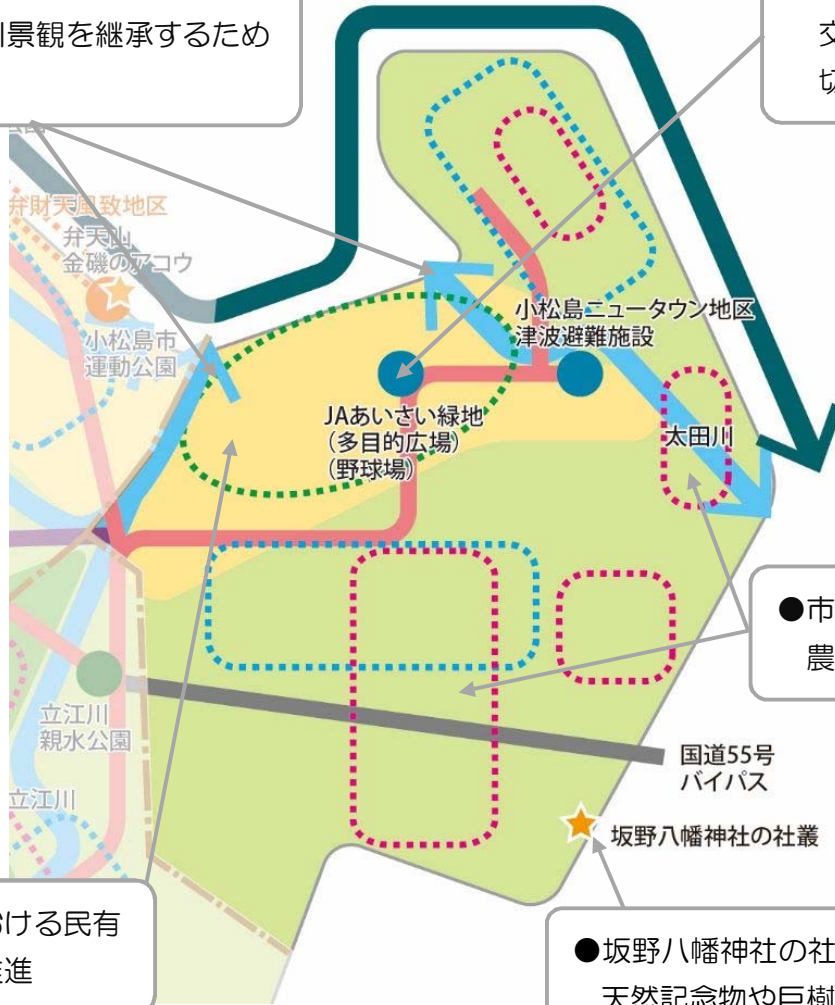 川景観を継承するため
交
切
弁財天風致地区
弁天山
金磯のアコウ
小松島市
運動公園
小松島ニュータウン地区
津波避難施設
JAあいさい緑地
(多目的広場)
(野球場)
太田川
●市
農
立江川
親水公園
国道55号
バイパス
立江川
坂野八幡神社の社叢
おける民有
推進
●坂野八幡神社の社
天然記念物や巨樹